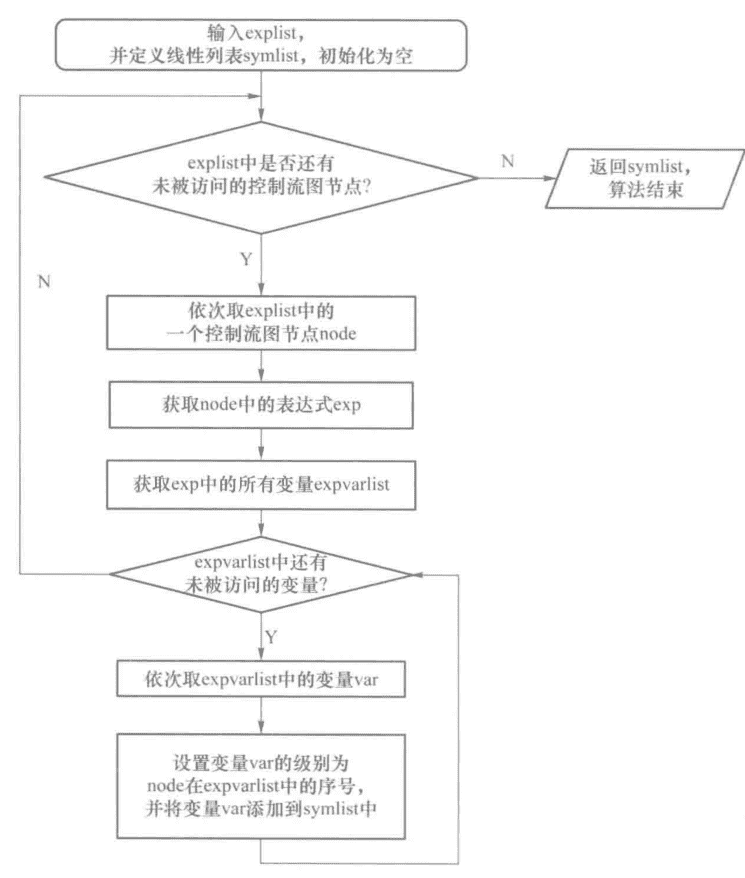 输入explist，
并定义线性列表symlist，初始化为空
explist中是否还有
未被访问的控制流图节点？
N
返回symlist，
算法结束
Y
N
依次取explist中的
一个控制流图节点node
获取node中的表达式exp
获取exp中的所有变量expvarlist
expvarlist中还有
未被访问的变量？
Y
依次取expvarlist中的变量var
设置变量var的级别为
node在expvarlist中的序号，
并将变量var添加到symlist中